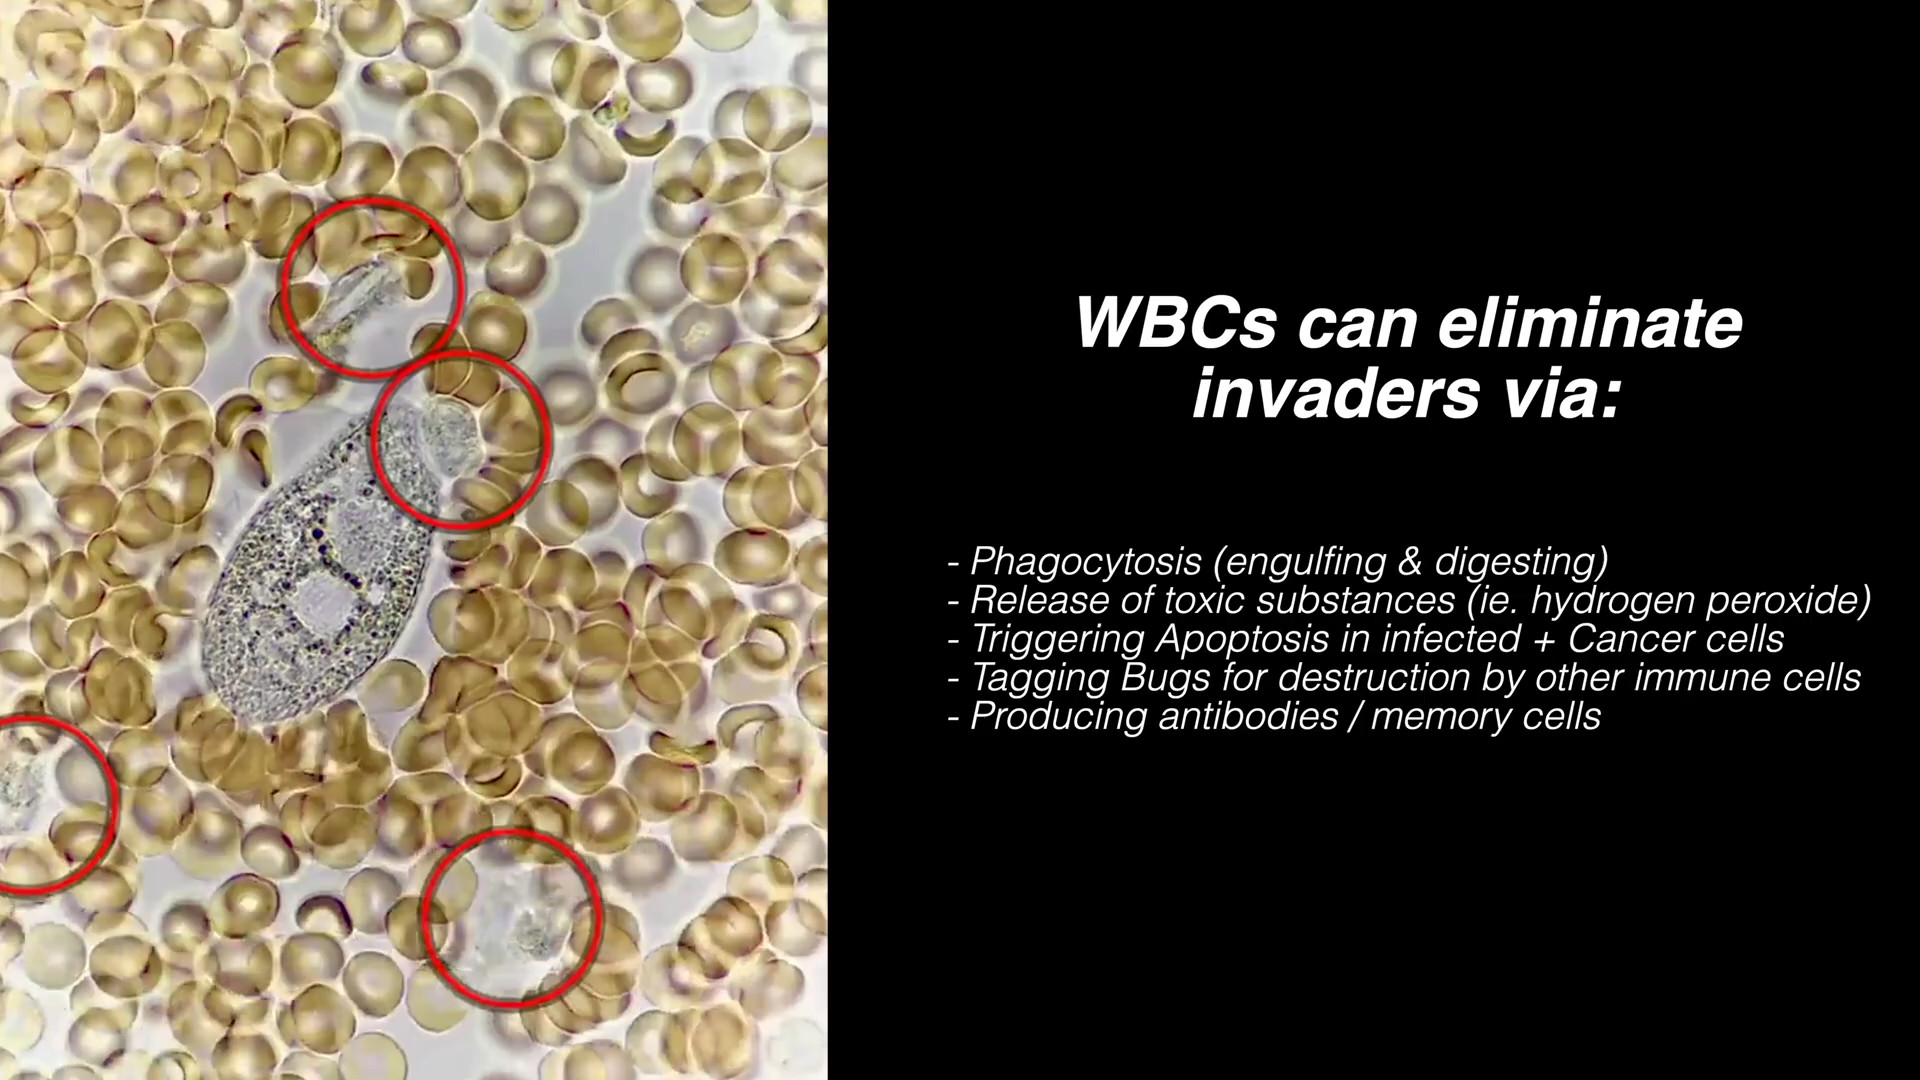 WBCs can eliminate
invaders via:
- Phagocytosis (engulfing & digesting)
- Release of toxic substances (ie. hydrogen peroxide)
- Triggering Apoptosis in infected + Cancer cells
- Tagging Bugs for destruction by other immune cells
- Producing antibodies / memory cells